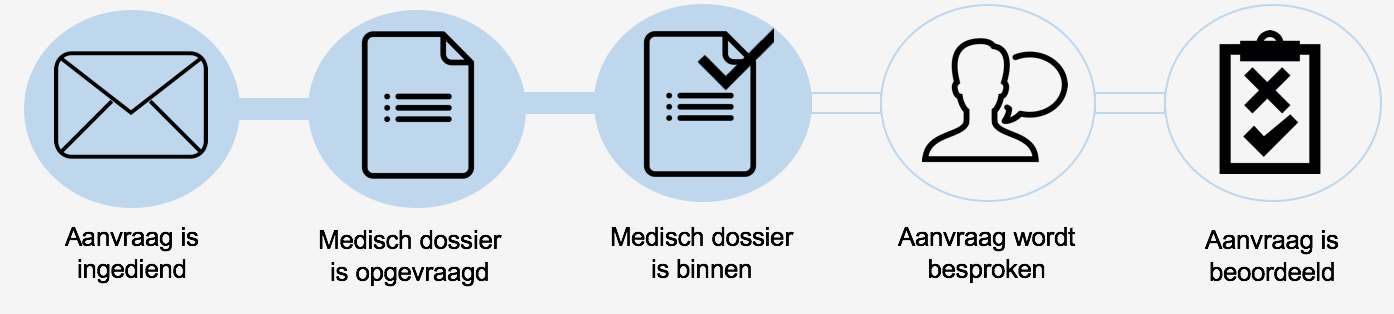 Aanvraag is
ingediend
Medisch dossier
is opgevraagd
Medisch dossier
is binnen
Aanvraag wordt
besproken
Aanvraag is
beoordeeld